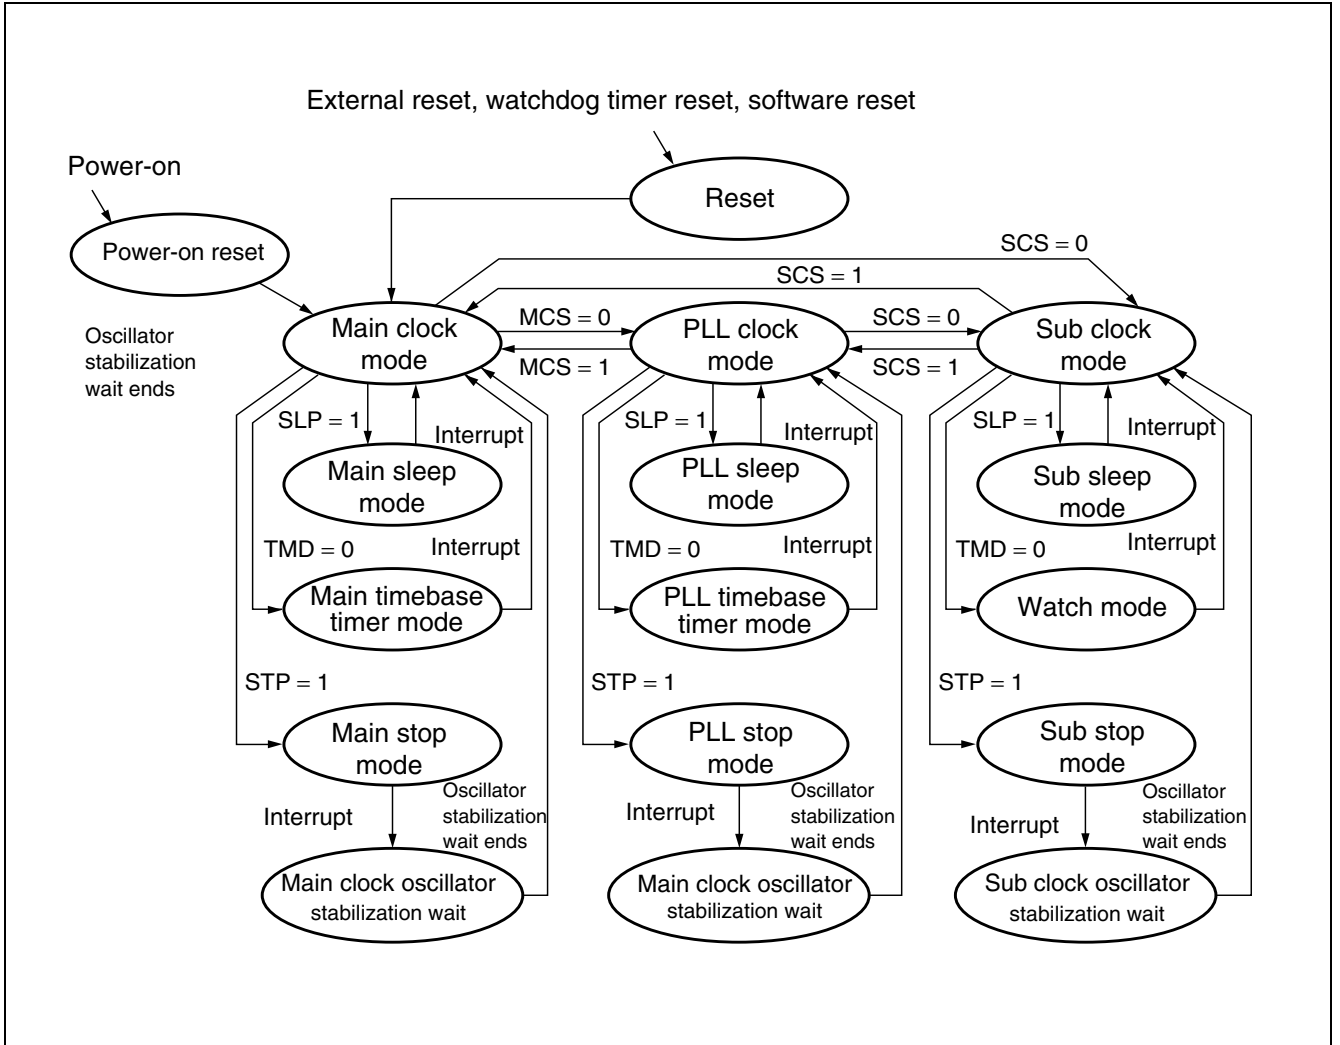 External reset, watchdog timer reset, software reset
Power-on
Reset
Power-on reset
SCS = 0
SCS = 1
Oscillator
stabilization
wait ends
Main clock
mode
MCS = 0
MCS = 1
PLL clock
mode
SCS = 0
SCS = 1
Sub clock
mode
SLP = 1
Interrupt
SLP = 1
Interrupt
SLP = 1
Interrupt
Main sleep
mode
PLL sleep
mode
Sub sleep
mode
TMD = 0
Interrupt
TMD = 0
Interrupt
TMD = 0
Interrupt
Main timebase
timer mode
PLL timebase
timer mode
Watch mode
STP = 1
STP = 1
STP = 1
Main stop
mode
PLL stop
mode
Sub stop
mode
Interrupt
Oscillator
stabilization
wait ends
Interrupt
Oscillator
stabilization
wait ends
Interrupt
Oscillator
stabilization
wait ends
Main clock oscillator
stabilization wait
Main clock oscillator
stabilization wait
Sub clock oscillator
stabilization wait